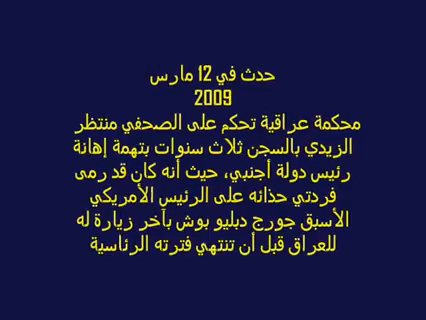 حدث في 12 مارس
2009
محكمة عراقية تحكم على الصحفي منتظر
الزيدي بالسجن ثلاث سنوات بتهمة إهانة
رئيس دولة أجنبي، حيث أنه كان قد رمى
فردتي حذائه على الرئيس الأمريكي
الأسبق جورج دبليو بوش بآخر زيارة له
للعراق قبل أن تنتهي فترته الرئاسية